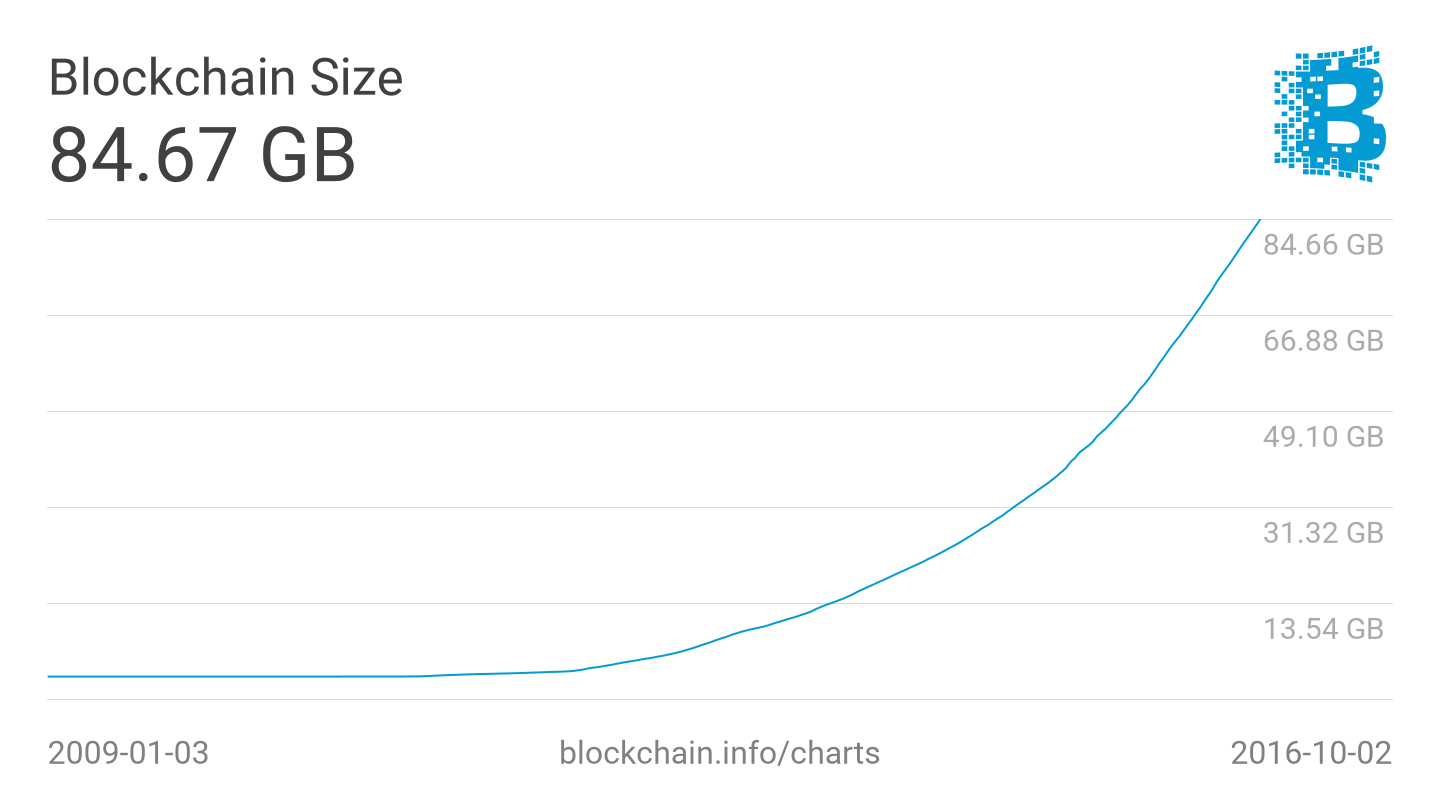 Blockchain Size
84.67 GB
84.66 GB
66.88 GB
49.10 GB
31.32 GB
13.54 GB
2009-01-03 blockchain.info/charts 2016-10-02